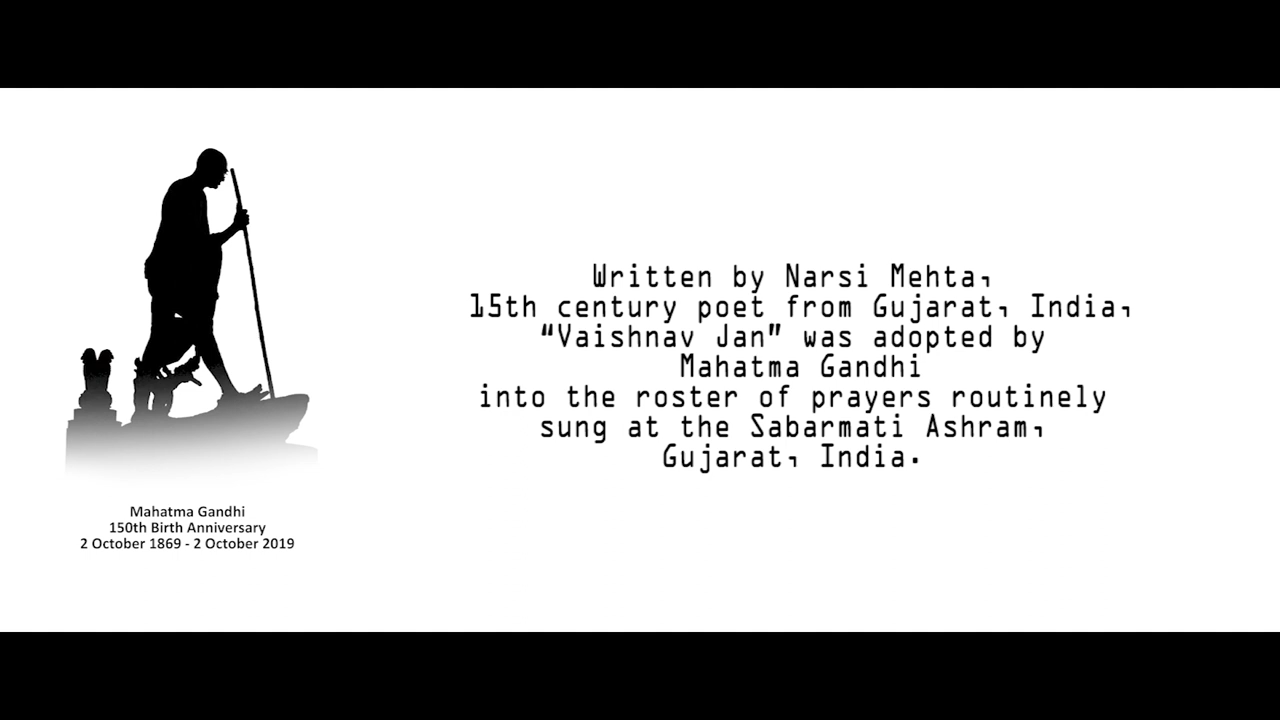 Written by Narsi Mehta,
15th century poet from Gujarat, India,
“Vaishnav Jan” was adopted by
Mahatma Gandhi
into the roster of prayers routinely
sung at the Sabarmati Ashram,
Gujarat, India.
Mahatma Gandhi
150th Birth Anniversary
2 October 1869 - 2 October 2019